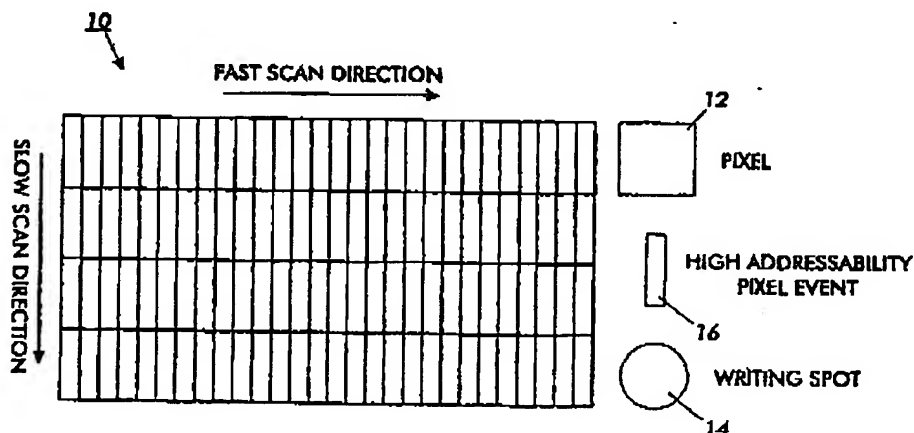 10
FAST SCAN DIRECTION
SLOW SCAN DIRECTION
12
PIXEL
HIGH ADDRESSABILITY
PIXEL EVENT
16
WRITING SPOT
14